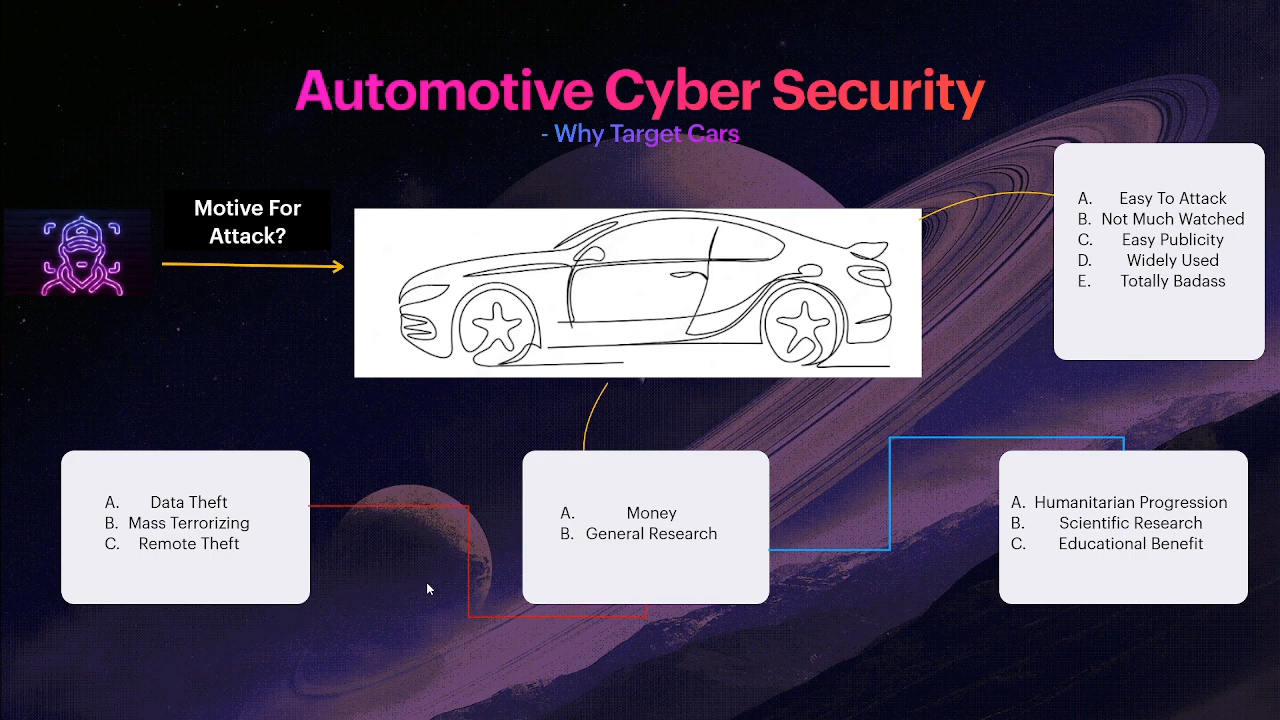 Automotive Cyber Security
- Why Target Cars
Motive For
Attack?
A. Easy To Attack
B. Not Much Watched
C. Easy Publicity
D. Widely Used
E. Totally Badass
A. Data Theft
B. Mass Terrorizing
C. Remote Theft
A. Money
B. General Research
A. Humanitarian Progression
B. Scientific Research
C. Educational Benefit